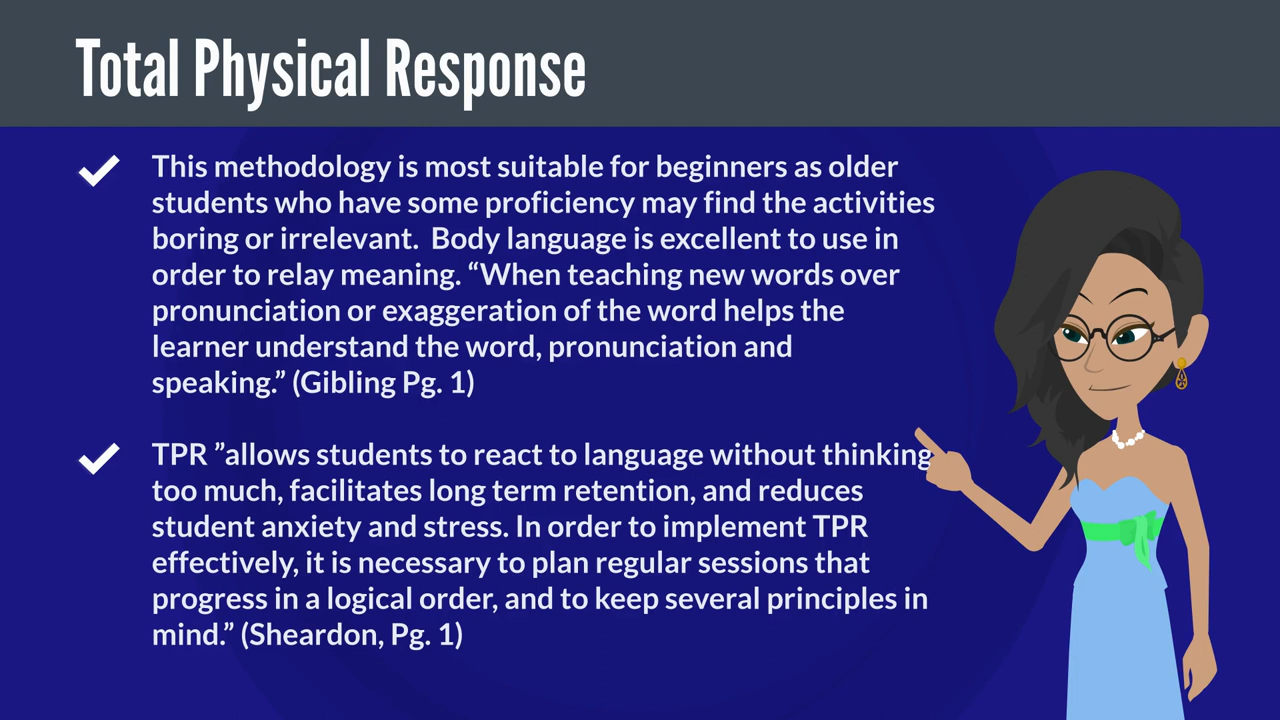 Total Physical Response
This methodology is most suitable for beginners as older
students who have some proficiency may find the activities
boring or irrelevant.  Body language is excellent to use in
order to relay meaning. “When teaching new words over
pronunciation or exaggeration of the word helps the
learner understand the word, pronunciation and
speaking.” (Gibling Pg. 1)
TPR ”allows students to react to language without thinking
too much, facilitates long term retention, and reduces
student anxiety and stress. In order to implement TPR
effectively, it is necessary to plan regular sessions that
progress in a logical order, and to keep several principles in
mind.” (Sheardon, Pg. 1)